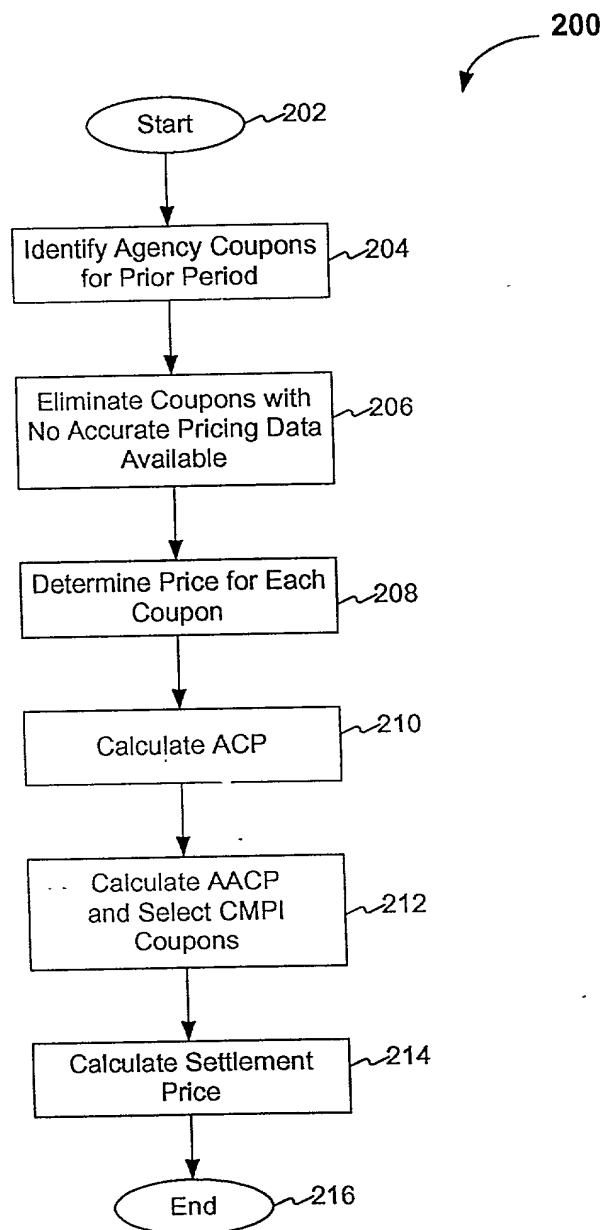 200
Start
202
Identify Agency Coupons
for Prior Period
204
Eliminate Coupons with
No Accurate Pricing Data
Available
206
Determine Price for Each
Coupon
208
Calculate ACP
210
Calculate AACP
and Select CMPI
Coupons
212
Calculate Settlement
Price
214
End
216